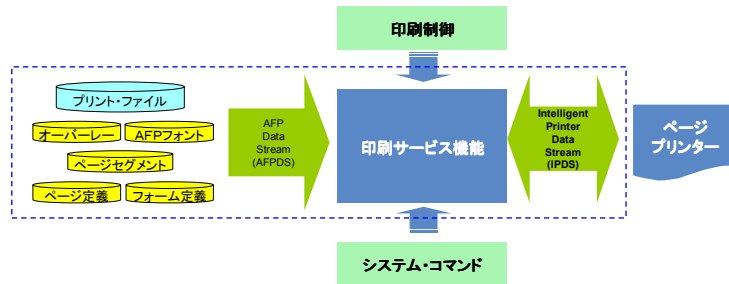 印刷制御
プリント・ファイル
オーバーレー
AFPフォント
ページセグメント
ページ定義
フォーム定義
AFP
Data
Stream
(AFPDS)
印刷サービス機能
Intelligent
Printer
Data
Stream
(IPDS)
ページ
プリンター
システム・コマンド